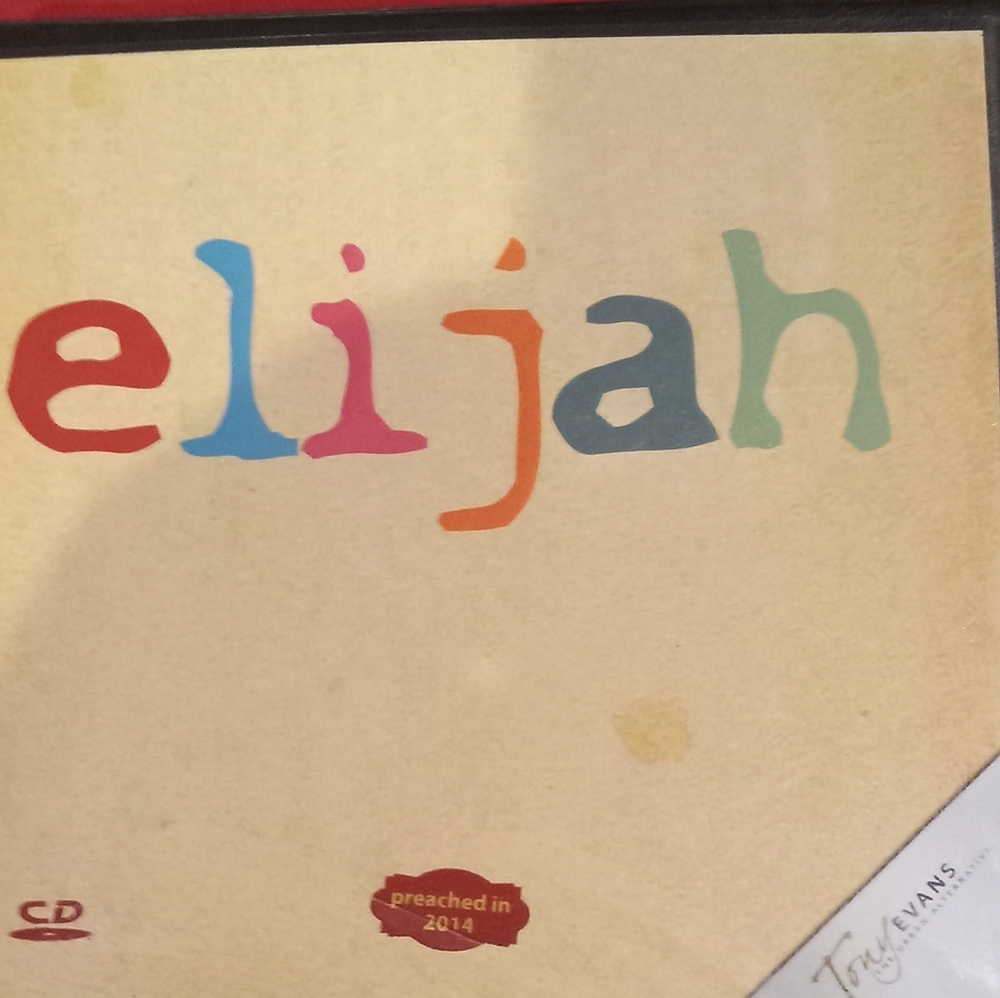 elijah
CD
preached in
2014
Tony EVANS
THE URBAN ALTERNATIVE